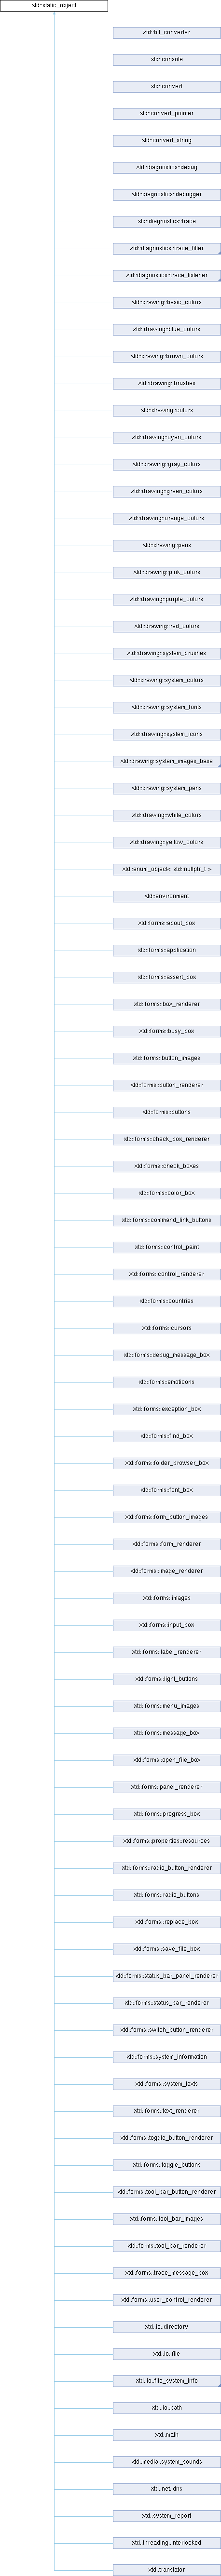 xtd::static_object
xtd::bit_converter
xtd::console
xtd::convert
xtd::convert_pointer
xtd::convert_string
xtd::diagnostics::debug
xtd::diagnostics::debugger
xtd::diagnostics::trace
xtd::diagnostics::trace_filter
xtd::diagnostics::trace_listener
xtd::drawing::basic_colors
xtd::drawing::blue_colors
xtd::drawing::brown_colors
xtd::drawing::brushes
xtd::drawing::colors
xtd::drawing::cyan_colors
xtd::drawing::gray_colors
xtd::drawing::green_colors
xtd::drawing::orange_colors
xtd::drawing::pens
xtd::drawing::pink_colors
xtd::drawing::purple_colors
xtd::drawing::red_colors
xtd::drawing::system_brushes
xtd::drawing::system_colors
xtd::drawing::system_fonts
xtd::drawing::system_icons
xtd::drawing::system_images_base
xtd::drawing::system_pens
xtd::drawing::white_colors
xtd::drawing::yellow_colors
xtd::enum_object< std::nullptr_t >
xtd::environment
xtd::forms::about_box
xtd::forms::application
xtd::forms::assert_box
xtd::forms::box_renderer
xtd::forms::busy_box
xtd::forms::button_images
xtd::forms::button_renderer
xtd::forms::buttons
xtd::forms::check_box_renderer
xtd::forms::check_boxes
xtd::forms::color_box
xtd::forms::command_link_buttons
xtd::forms::control_paint
xtd::forms::control_renderer
xtd::forms::countries
xtd::forms::cursors
xtd::forms::debug_message_box
xtd::forms::emoticons
xtd::forms::exception_box
xtd::forms::find_box
xtd::forms::folder_browser_box
xtd::forms::font_box
xtd::forms::form_button_images
xtd::forms::form_renderer
xtd::forms::image_renderer
xtd::forms::images
xtd::forms::input_box
xtd::forms::label_renderer
xtd::forms::light_buttons
xtd::forms::menu_images
xtd::forms::message_box
xtd::forms::open_file_box
xtd::forms::panel_renderer
xtd::forms::progress_box
xtd::forms::properties::resources
xtd::forms::radio_button_renderer
xtd::forms::radio_buttons
xtd::forms::replace_box
xtd::forms::save_file_box
xtd::forms::status_bar_panel_renderer
xtd::forms::status_bar_renderer
xtd::forms::switch_button_renderer
xtd::forms::system_information
xtd::forms::system_texts
xtd::forms::text_renderer
xtd::forms::toggle_button_renderer
xtd::forms::toggle_buttons
xtd::forms::tool_bar_button_renderer
xtd::forms::tool_bar_images
xtd::forms::tool_bar_renderer
xtd::forms::trace_message_box
xtd::forms::user_control_renderer
xtd::io::directory
xtd::io::file
xtd::io::file_system_info
xtd::io::path
xtd::math
xtd::media::system_sounds
xtd::net::dns
xtd::system_report
xtd::threading::interlocked
xtd::translator